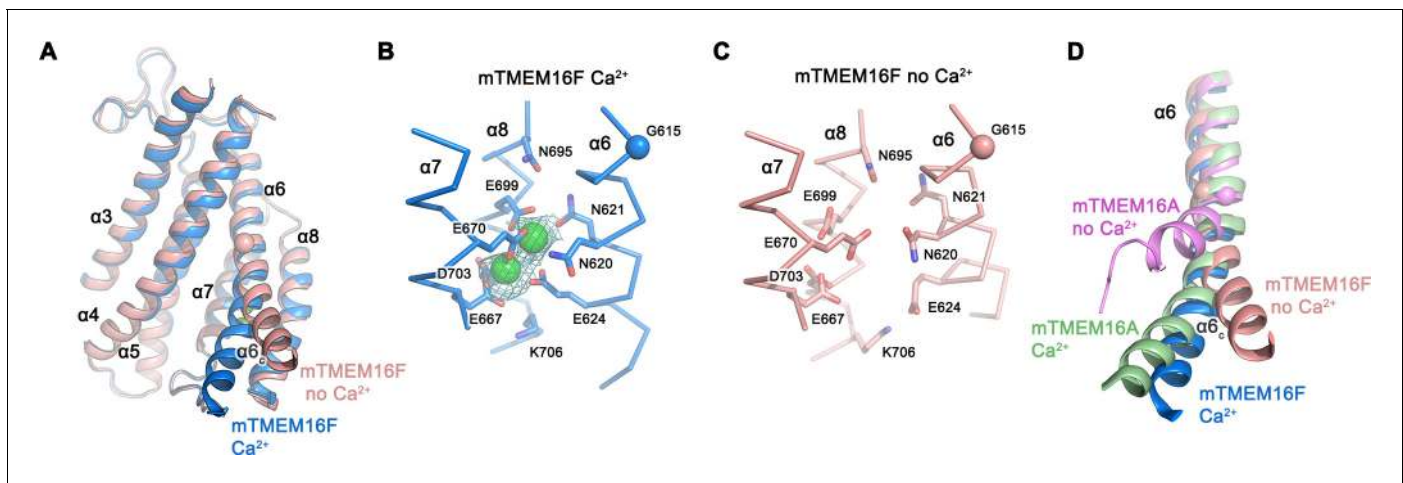 A
α3
α4
α5
α6
α7
α8
α6c
mTMEM16F
no Ca²⁺
mTMEM16F
Ca²⁺
B
mTMEM16F Ca²⁺
α8
α6
G615
N695
α7
E699
N621
E670
N620
D703
E667
E624
K706
C
mTMEM16F no Ca²⁺
α8
α6
G615
N695
α7
E699
N621
E670
N620
D703
E667
E624
K706
D
α6
mTMEM16A
no Ca²⁺
mTMEM16F
no Ca²⁺
mTMEM16A
Ca²⁺
α6c
mTMEM16F
Ca²⁺